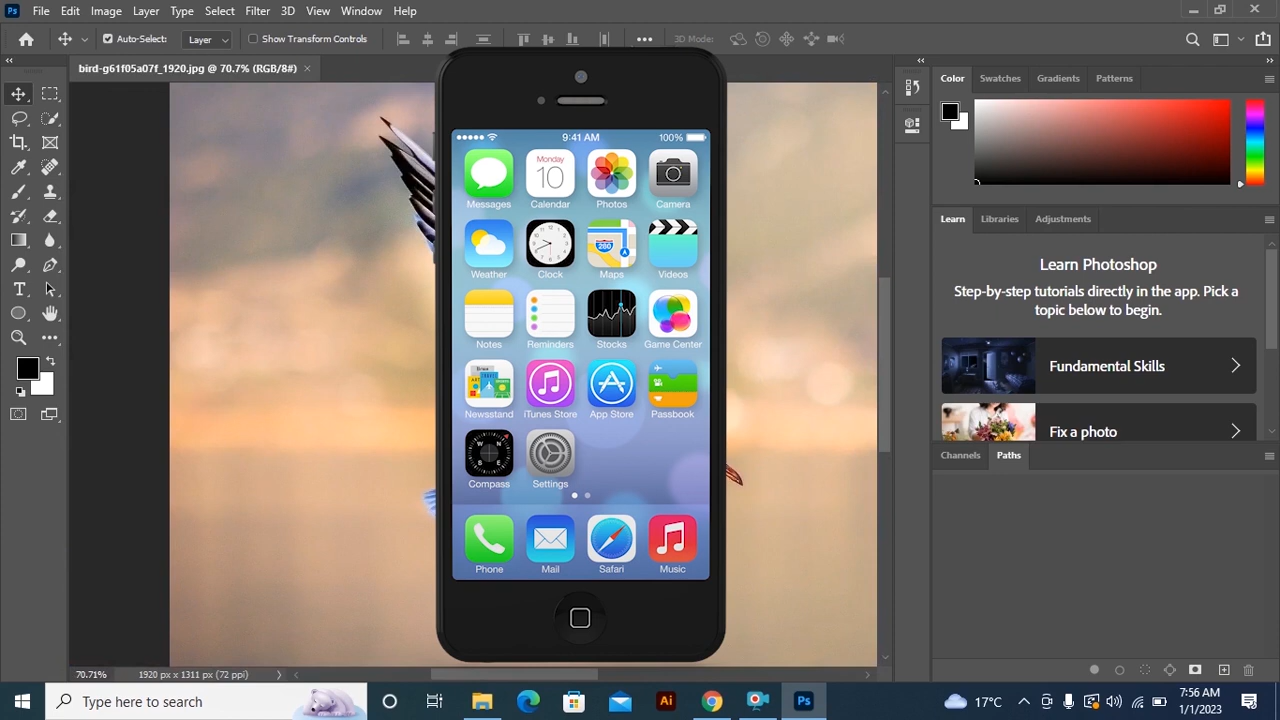 Ps File Edit Image Layer Type Select Filter 3D View Window Help
Auto-Select: Layer Show Transform Controls 3D Mode:
bird-g61f05a07f_1920.jpg @ 70.7% (RGB/8#) ×
Color Swatches Gradients Patterns
9:41 AM 100%
Monday
10
Messages Calendar Photos Camera
280
Weather Clock Maps Videos
Notes Reminders Stocks Game Center
Newsstand iTunes Store App Store Passbook
W N
S E
Compass Settings
Phone Mail Safari Music
Learn Libraries Adjustments
Learn Photoshop
Step-by-step tutorials directly in the app. Pick a
topic below to begin.
Fundamental Skills
Fix a photo
Channels Paths
70.71% 1920 px x 1311 px (72 ppi)
Type here to search
Ai
Ps
17°C
7:56 AM
1/1/2023